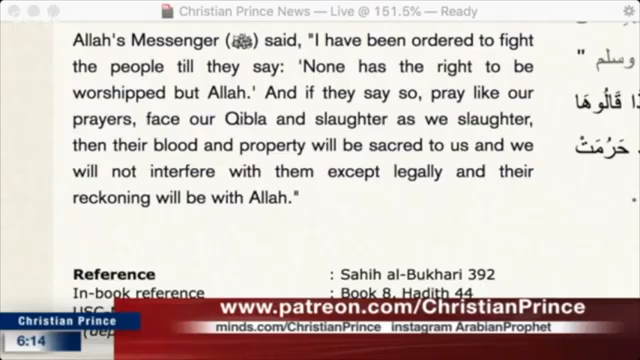 Christian Prince News — Live @ 151.5% — Ready
Allah's Messenger (ﷺ) said, "I have been ordered to fight
the people till they say: 'None has the right to be
worshipped but Allah.' And if they say so, pray like our
prayers, face our Qibla and slaughter as we slaughter,
then their blood and property will be sacred to us and we
will not interfere with them except legally and their
reckoning will be with Allah."
وسلم "
قَالُوهَا
حَرُمَتْ
Reference : Sahih al-Bukhari 392
In-book reference : Book 8, Hadith 44
www.patreon.com/ChristianPrince
Christian Prince
minds.com/ChristianPrince instagram ArabianProphet
6:14